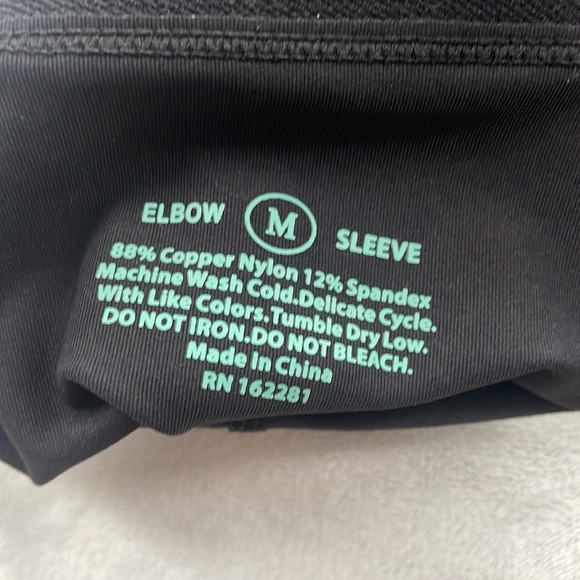 ELBOW M SLEEVE
88% Copper Nylon 12% Spandex
Machine Wash Cold.Delicate Cycle.
With Like Colors.Tumble Dry Low.
DO NOT IRON.DO NOT BLEACH.
Made In China
RN 162281